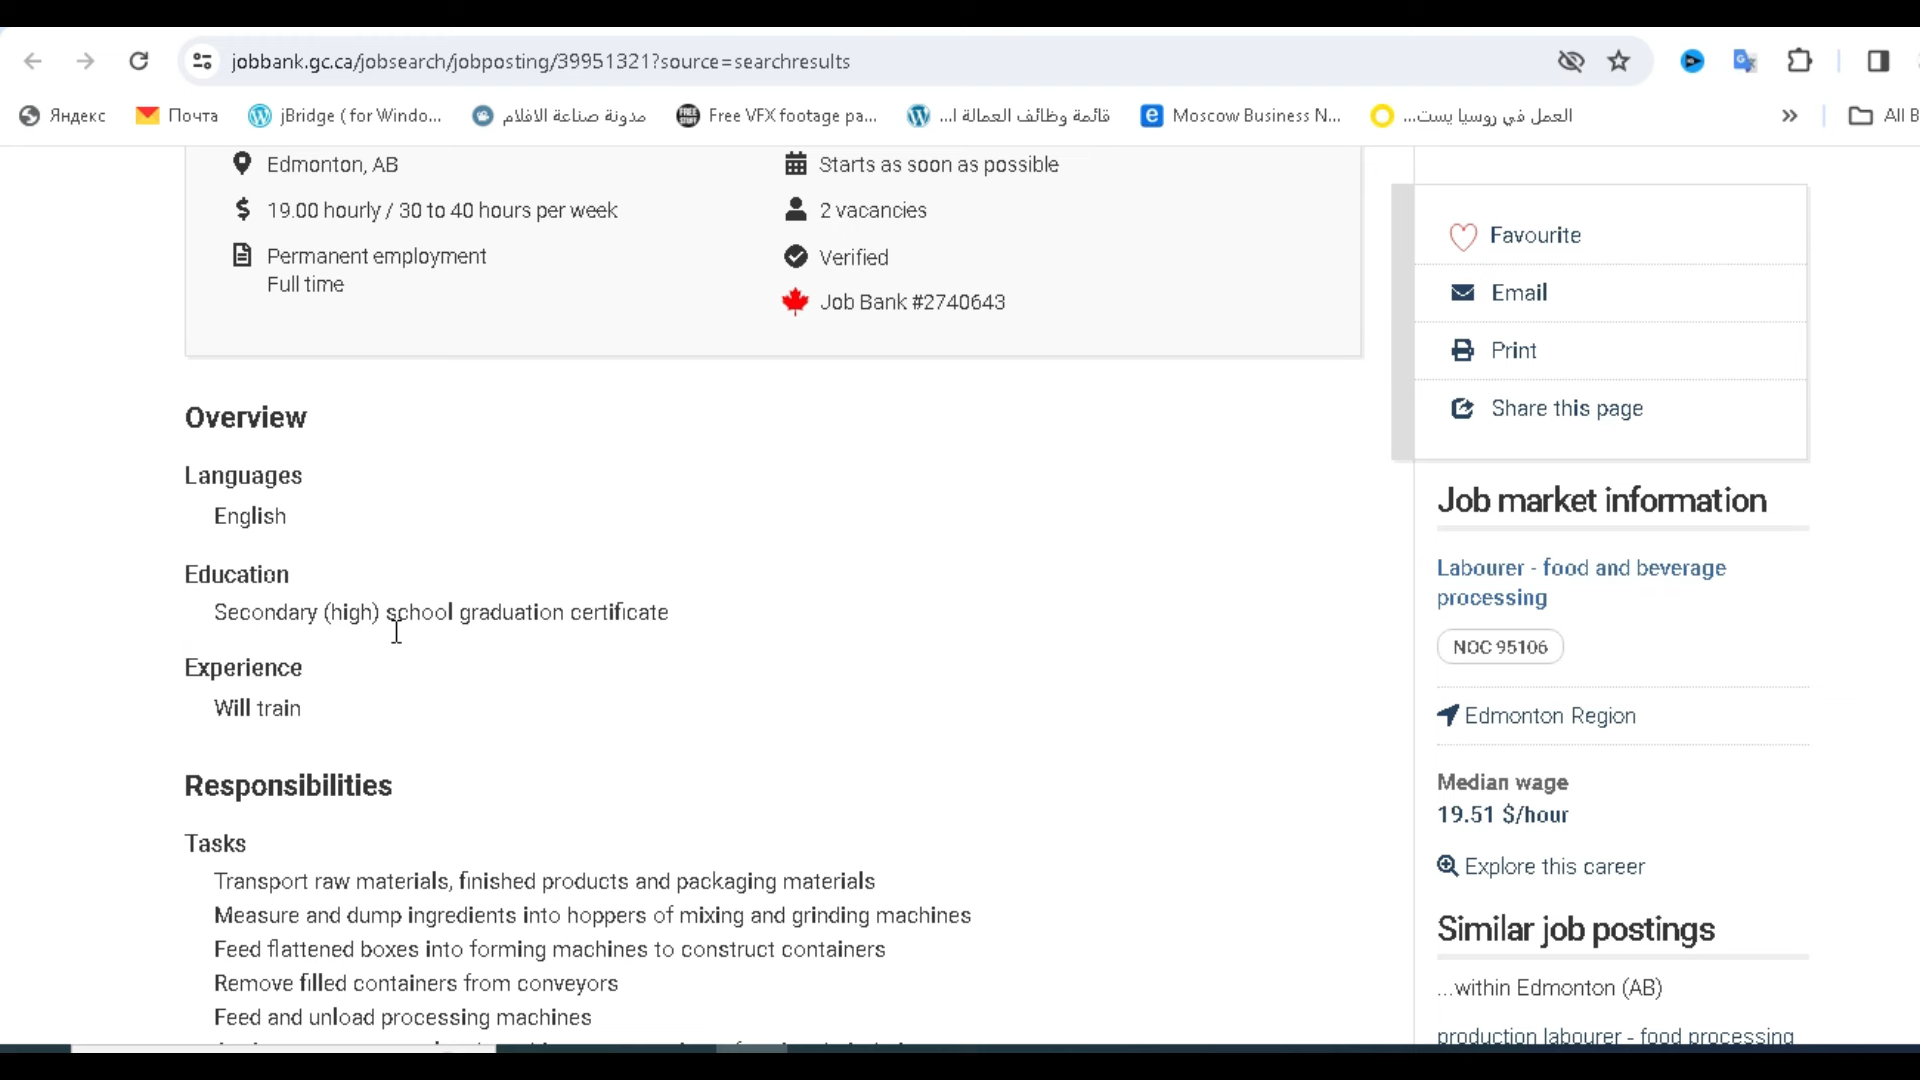 jobbank.gc.ca/jobsearch/jobposting/39951321?source=searchresults
Яндекс
Почта
jBridge ( for Windo...
مدونة صناعة الافلام
Free VFX footage pa...
قائمة وظائف العمالة ا...
Moscow Business N...
العمل في روسيا يست...
All B
Edmonton, AB
Starts as soon as possible
19.00 hourly / 30 to 40 hours per week
2 vacancies
Permanent employment
Full time
Verified
Job Bank #2740643
Favourite
Email
Print
Share this page
Overview
Languages
English
Education
Secondary (high) school graduation certificate
Experience
Will train
Responsibilities
Tasks
Transport raw materials, finished products and packaging materials
Measure and dump ingredients into hoppers of mixing and grinding machines
Feed flattened boxes into forming machines to construct containers
Remove filled containers from conveyors
Feed and unload processing machines
Job market information
Labourer - food and beverage
processing
NOC 95106
Edmonton Region
Median wage
19.51 $/hour
Explore this career
Similar job postings
...within Edmonton (AB)
production labourer - food processing